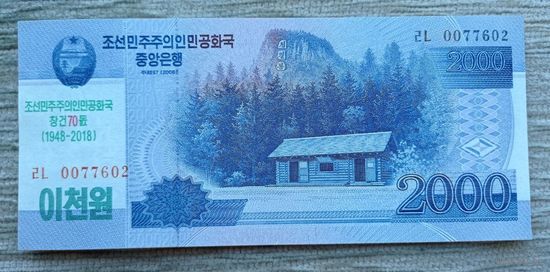 조선민주주의인민공화국
중앙은행
ㄹㄴ 0077602
2000
조선민주주의인민공화국
창건 70돐
(1948-2018)
ㄹㄴ 0077602
이천원
2000